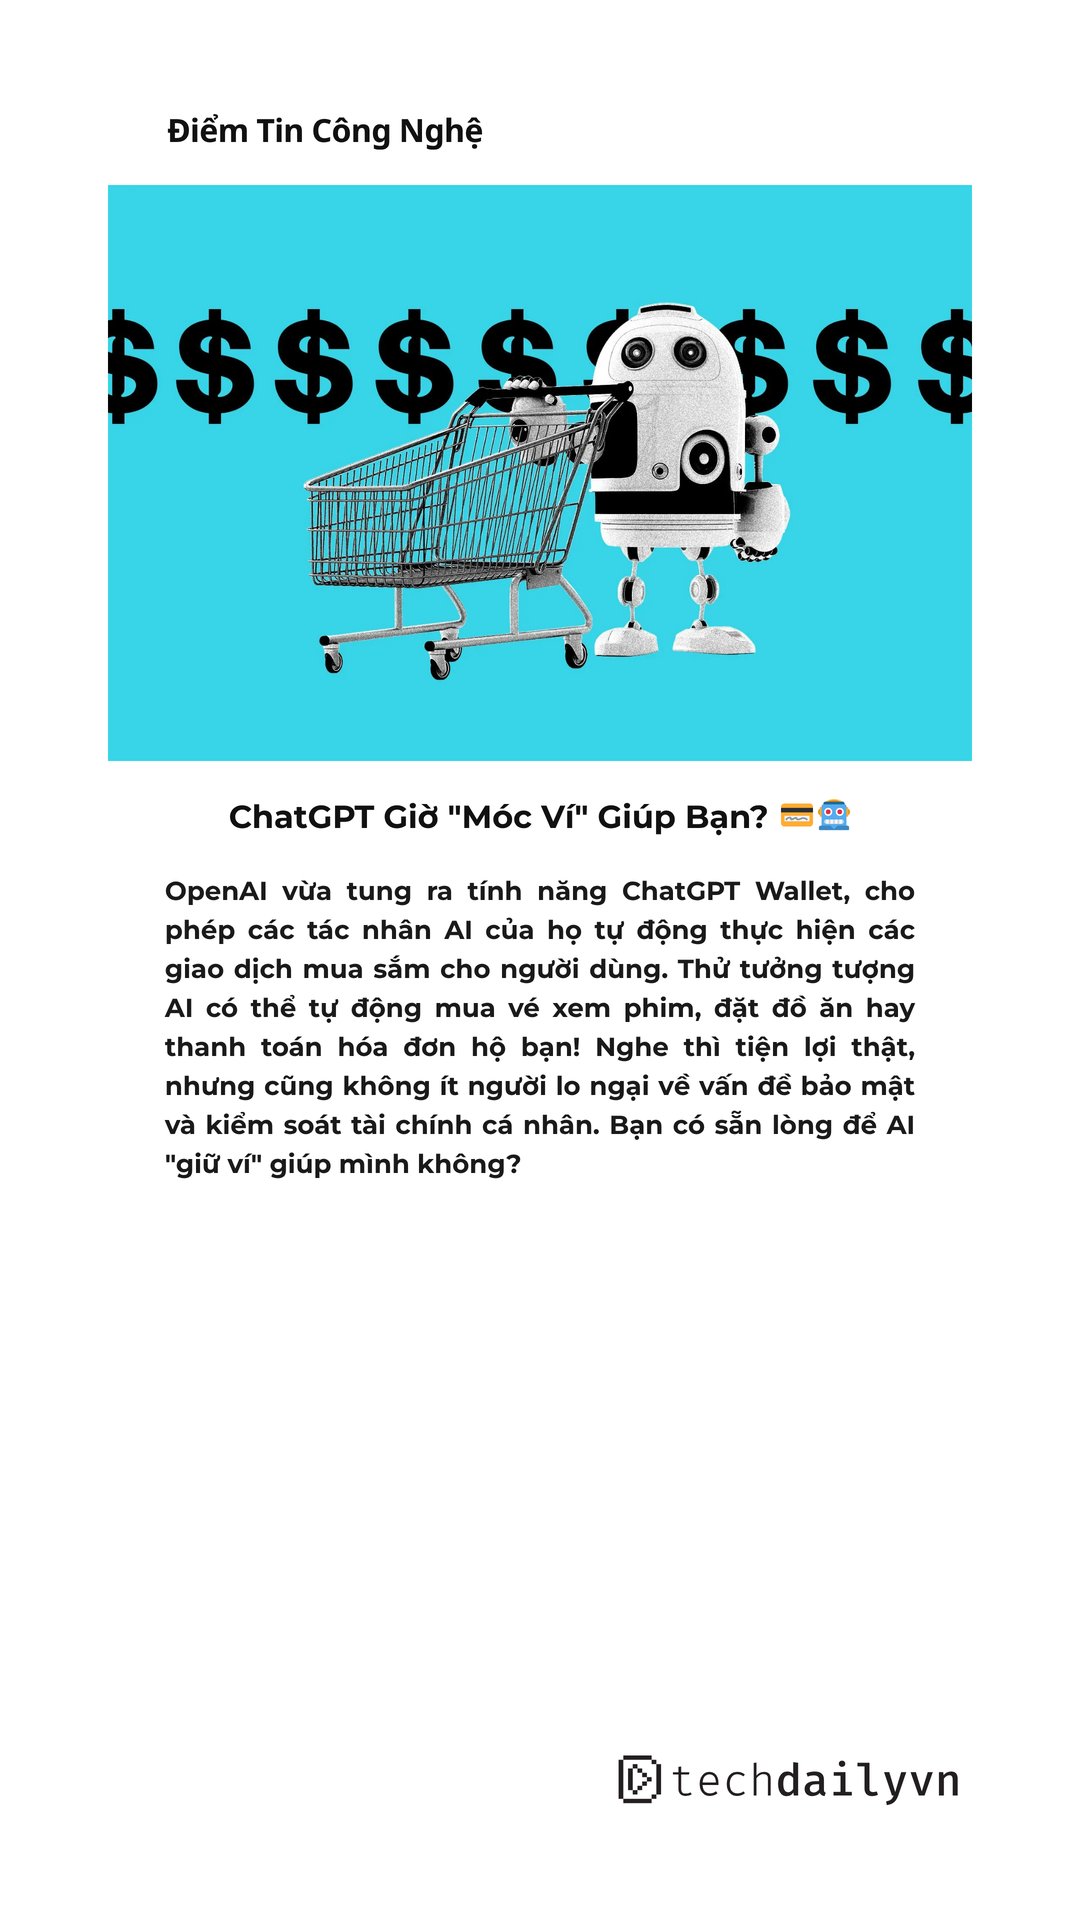 Điểm Tin Công Nghệ
$$$$$$$$$
ChatGPT Giờ "Móc Ví" Giúp Bạn? 💳🤖
OpenAI vừa tung ra tính năng ChatGPT Wallet, cho
phép các tác nhân AI của họ tự động thực hiện các
giao dịch mua sắm cho người dùng. Thử tưởng tượng
AI có thể tự động mua vé xem phim, đặt đồ ăn hay
thanh toán hóa đơn hộ bạn! Nghe thì tiện lợi thật,
nhưng cũng không ít người lo ngại về vấn đề bảo mật
và kiểm soát tài chính cá nhân. Bạn có sẵn lòng để AI
"giữ ví" giúp mình không?
techdailyvn